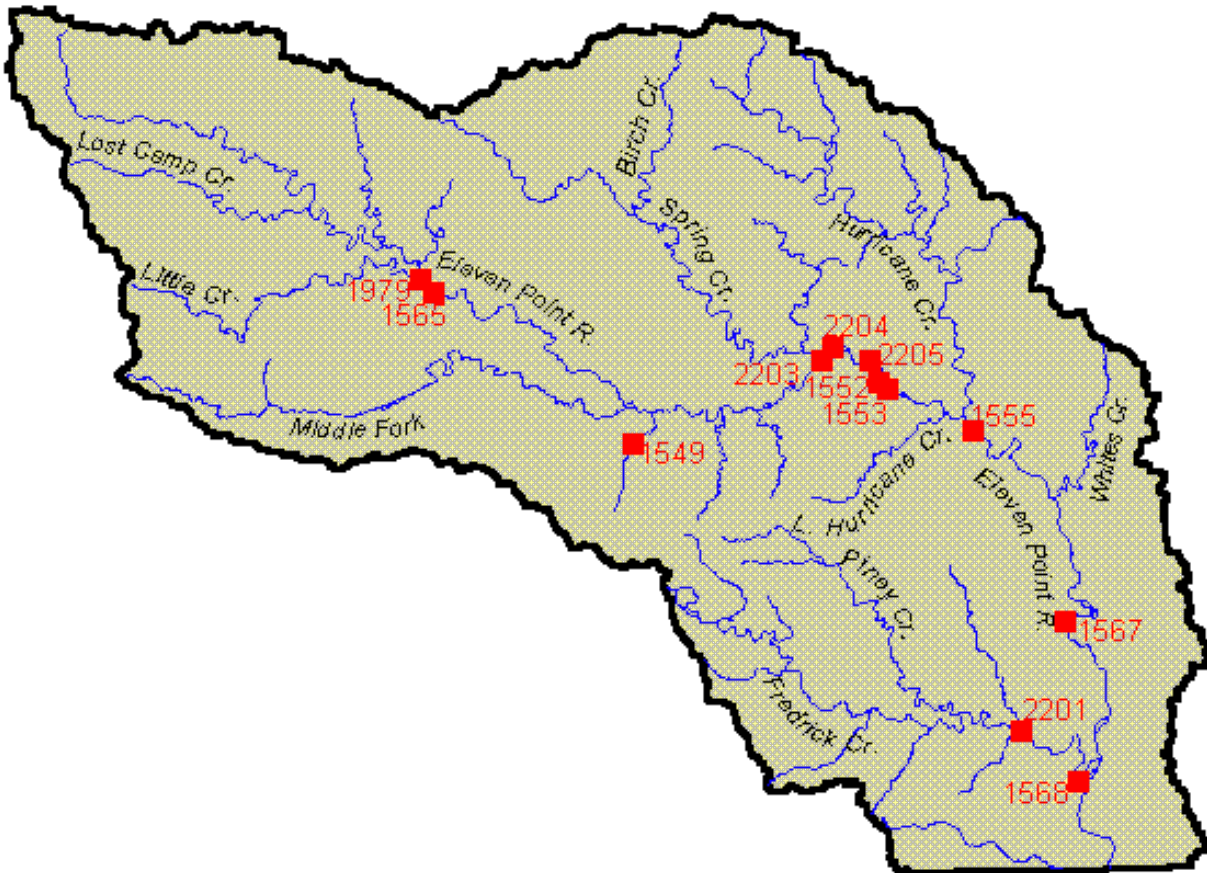 Birch Cr.
Lost Camp Cr.
Spring Cr.
Hurricane Cr.
Eleven Point R.
Little Cr.
1979
1565
2204
2205
2203
1552
1553
Middle Fork
1555
Whites Cr.
1549
L. Hurricane Cr.
Eleven Point R.
Piney Cr.
1567
Fredrick Cr.
2201
1568